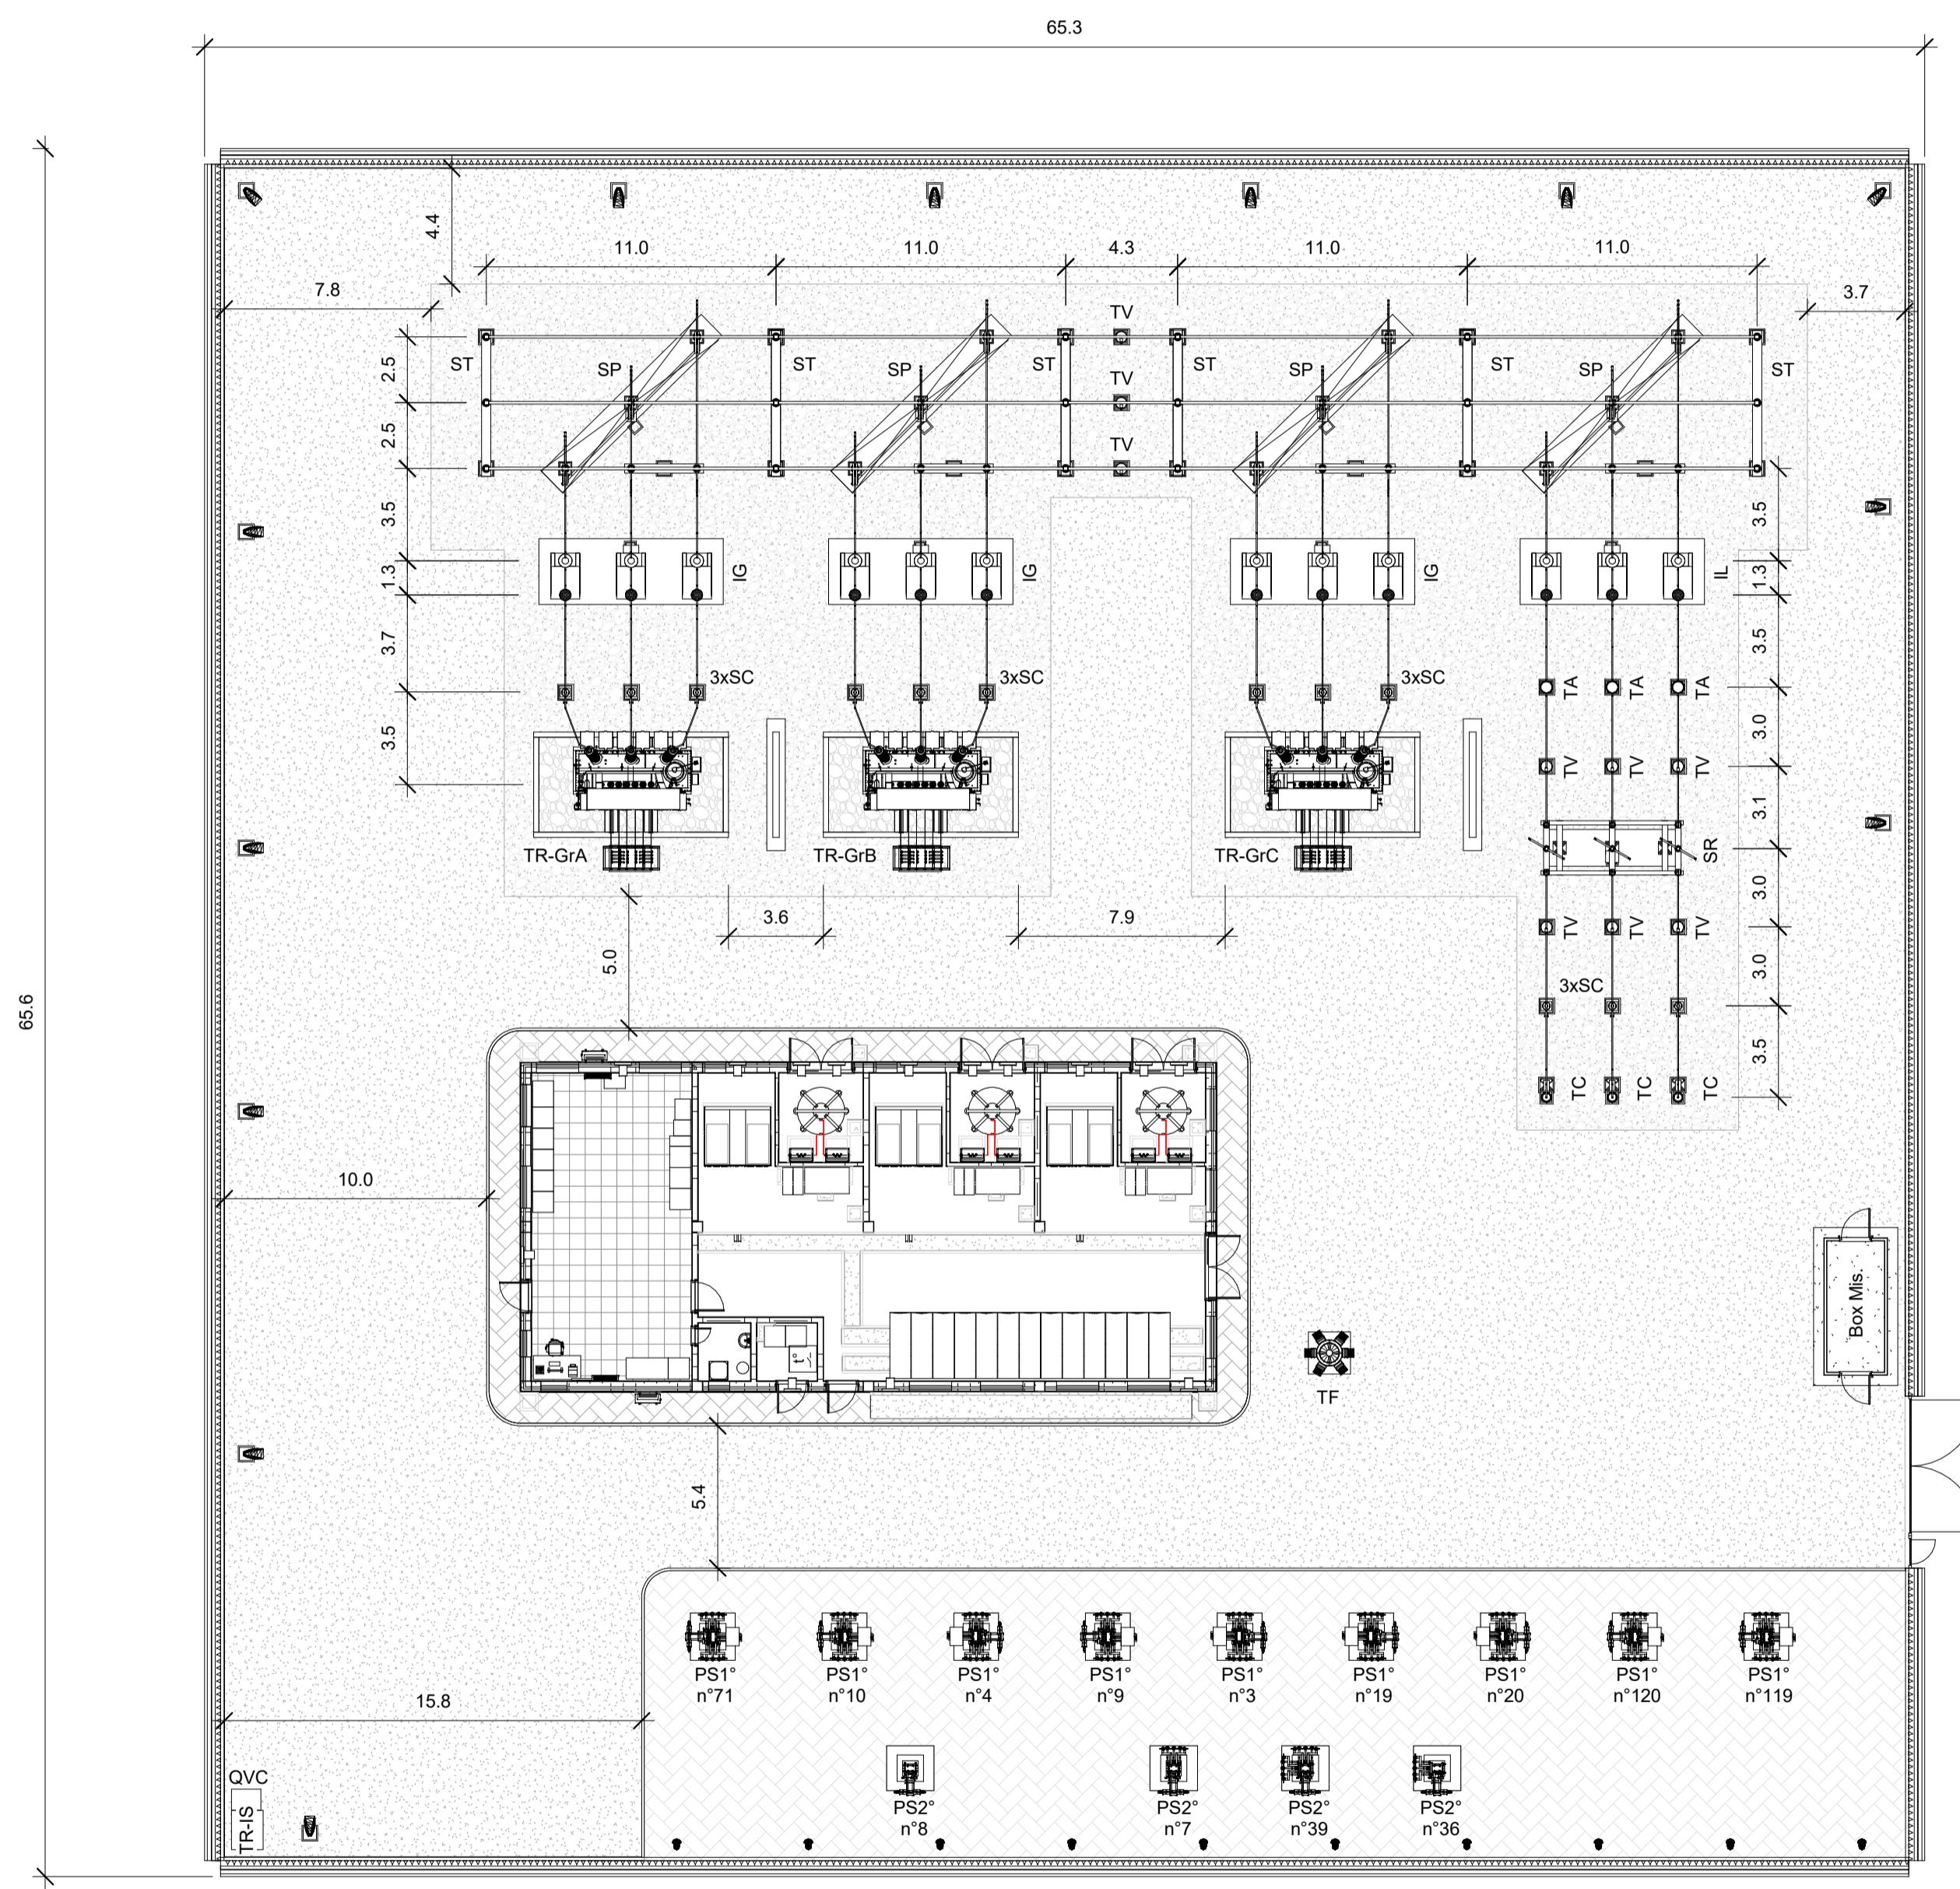 65.3
65.6
4.4
11.0
11.0
4.3
11.0
11.0
7.8
3.7
TV
ST
SP
ST
SP
ST
TV
SP
ST
SP
ST
TV
2.5
2.5
3.5
1.3
3.7
3.5
3.5
1.3
3.5
3.0
3.1
3.0
3.0
3.5
IG
IG
IG
IL
3xSC
3xSC
3xSC
TA
TA
TA
TV
TV
TV
TR-GrA
TR-GrB
TR-GrC
SR
3.6
7.9
5.0
TV
TV
TV
3xSC
TC
TC
TC
10.0
Box Mis.
t°
TF
5.4
15.8
PS1°
n°71
PS1°
n°10
PS1°
n°4
PS1°
n°9
PS1°
n°3
PS1°
n°19
PS1°
n°20
PS1°
n°120
PS1°
n°119
QVC
TR-IS
PS2°
n°8
PS2°
n°7
PS2°
n°39
PS2°
n°36